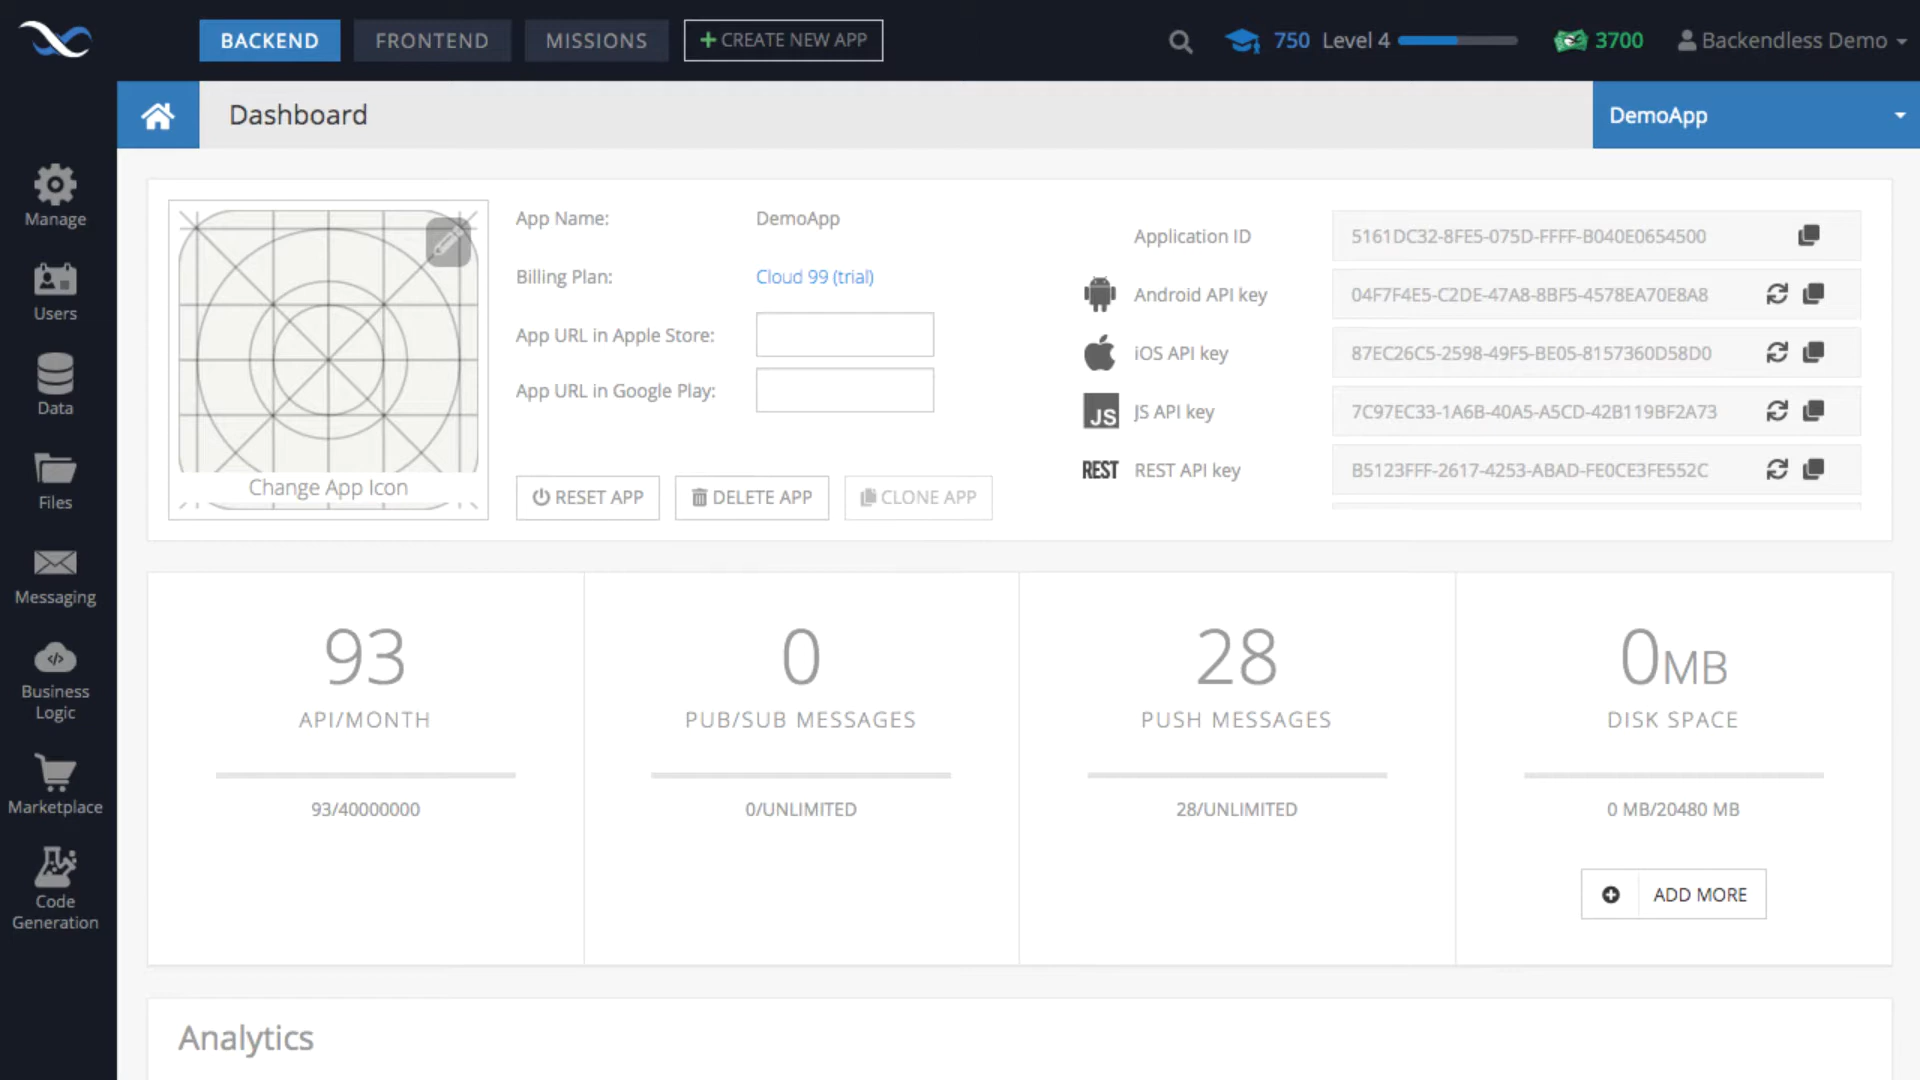 BACKEND FRONTEND MISSIONS CREATE NEW APP 750 Level 4 3700 Backendless Demo
Dashboard DemoApp
Manage
Users
Data
Files
Messaging
Business
Logic
Marketplace
Code
Generation
Change App Icon
App Name: DemoApp
Billing Plan: Cloud 99 (trial)
App URL in Apple Store:
App URL in Google Play:
RESET APP DELETE APP CLONE APP
Application ID 5161DC32-8FE5-075D-FFFF-B040E0654500
Android API key 04F7F4E5-C2DE-47A8-8BF5-4578EA70E8A8
iOS API key 87EC26C5-2598-49F5-BE05-8157360D58D0
JS JS API key 7C97EC33-1A6B-40A5-A5CD-42B119BF2A73
REST REST API key B5123FFF-2617-4253-ABAD-FE0CE3FE552C
93
API/MONTH
93/40000000
0
PUB/SUB MESSAGES
0/UNLIMITED
28
PUSH MESSAGES
28/UNLIMITED
0MB
DISK SPACE
0 MB/20480 MB
ADD MORE
Analytics